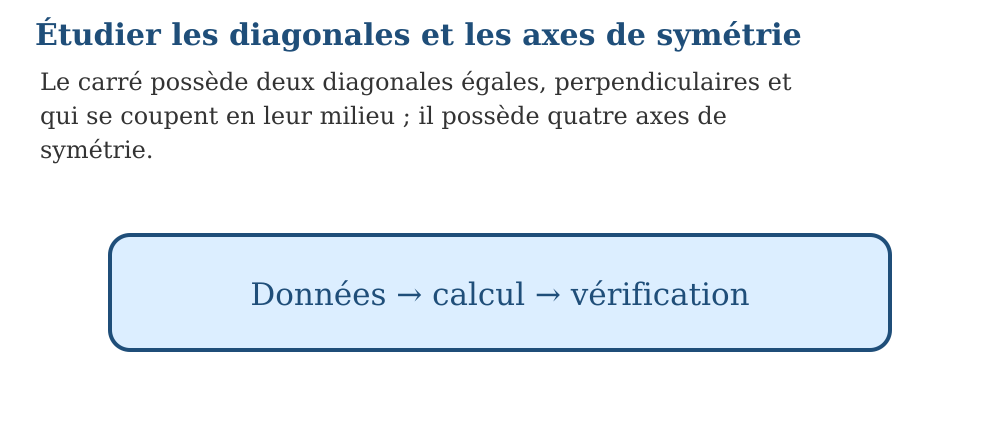 Étudier les diagonales et les axes de symétrie
Le carré possède deux diagonales égales, perpendiculaires et
qui se coupent en leur milieu ; il possède quatre axes de
symétrie.
Données → calcul → vérification